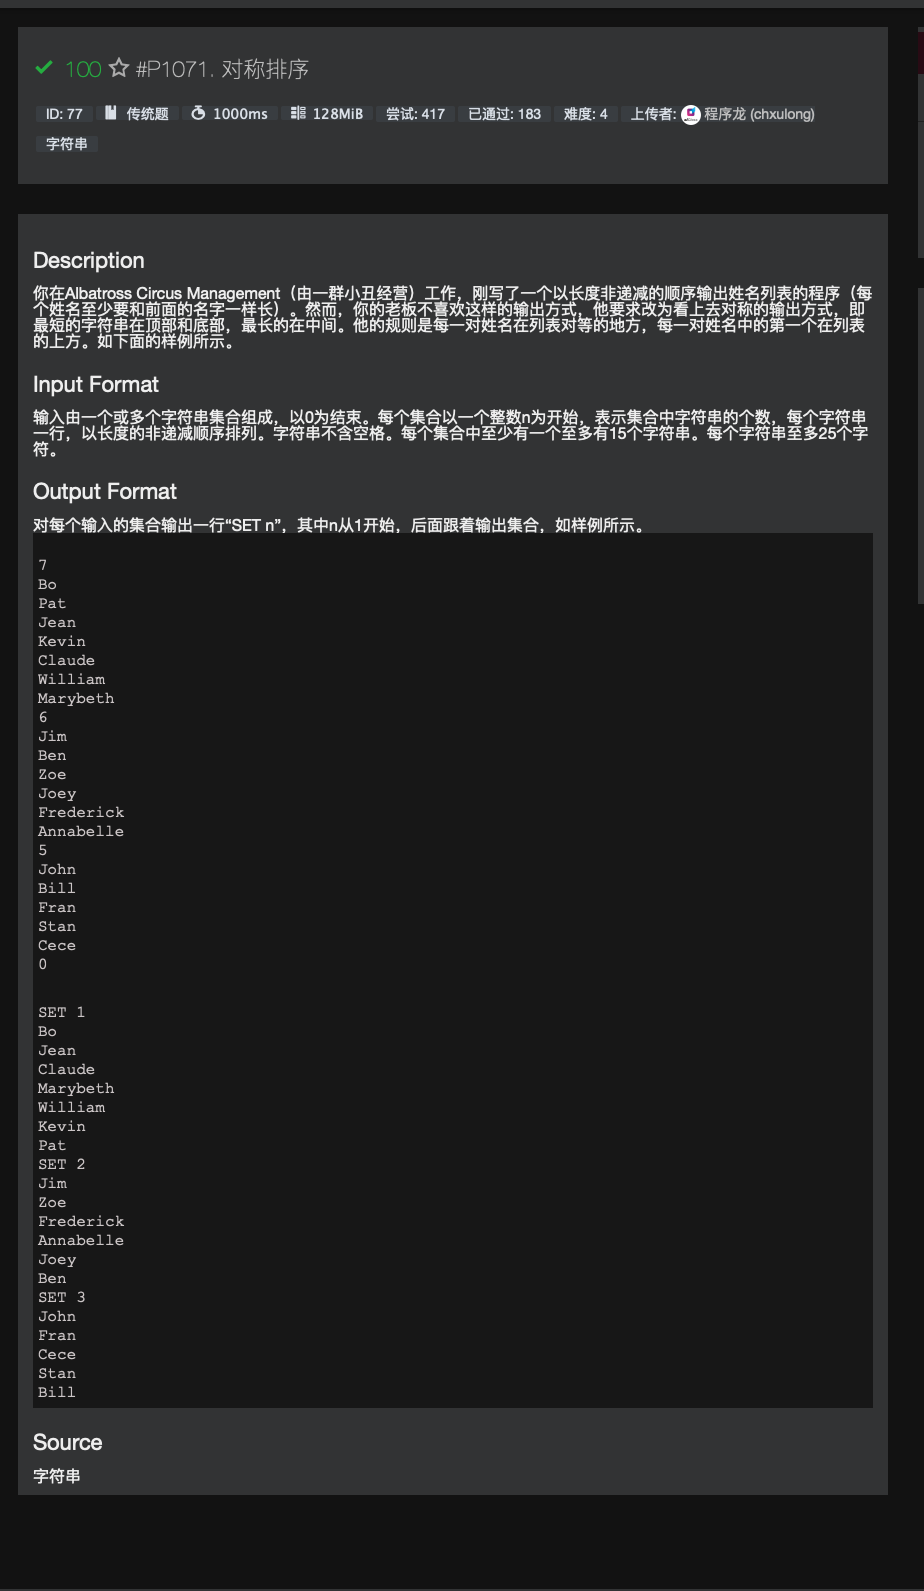 100 #P1071. 对称排序
ID: 77 传统题 1000ms 128MiB 尝试: 417 已通过: 183 难度: 4 上传者: 程序龙 (chxulong)
字符串
Description
你在Albatross Circus Management（由一群小丑经营）工作，刚写了一个以长度非递减的顺序输出姓名列表的程序（每
个姓名至少要和前面的名字一样长）。然而，你的老板不喜欢这样的输出方式，他要求改为看上去对称的输出方式，即
最短的字符串在顶部和底部，最长的在中间。他的规则是每一对姓名在列表对等的地方，每一对姓名中的第一个在列表
的上方。如下面的样例所示。
Input Format
输入由一个或多个字符串集合组成，以0为结束。每个集合以一个整数n为开始，表示集合中字符串的个数，每个字符串
一行，以长度的非递减顺序排列。字符串不含空格。每个集合中至少有一个至多有15个字符串。每个字符串至多25个字
符。
Output Format
对每个输入的集合输出一行“SET n”，其中n从1开始，后面跟着输出集合，如样例所示。
7
Bo
Pat
Jean
Kevin
Claude
William
Marybeth
6
Jim
Ben
Zoe
Joey
Frederick
Annabelle
5
John
Bill
Fran
Stan
Cece
0
SET 1
Bo
Jean
Claude
Marybeth
William
Kevin
Pat
SET 2
Jim
Zoe
Frederick
Annabelle
Joey
Ben
SET 3
John
Fran
Cece
Stan
Bill
Source
字符串